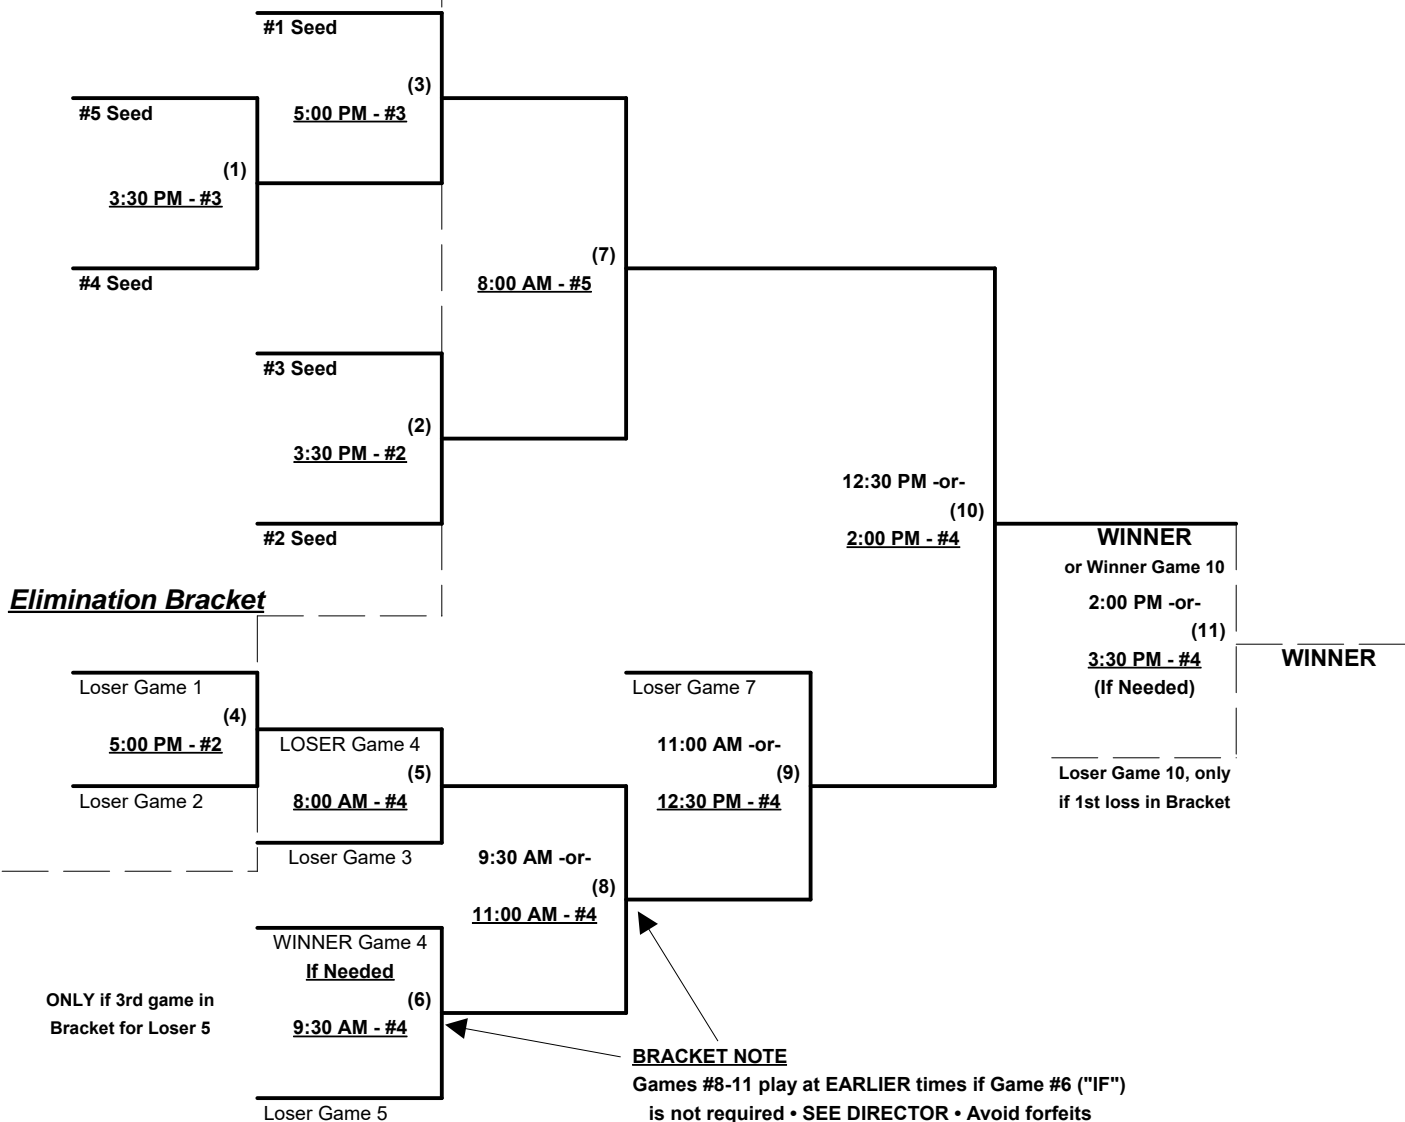 #1 Seed
(3)
5:00 PM - #3
#5 Seed
(1)
3:30 PM - #3
#4 Seed
(7)
8:00 AM - #5
#3 Seed
(2)
3:30 PM - #2
#2 Seed
12:30 PM -or-
(10)
2:00 PM - #4
WINNER
or Winner Game 10
2:00 PM -or-
(11)
3:30 PM - #4
(If Needed)
WINNER
Loser Game 10, only
if 1st loss in Bracket
Elimination Bracket
Loser Game 1
(4)
5:00 PM - #2
Loser Game 2
LOSER Game 4
(5)
8:00 AM - #4
Loser Game 3
Loser Game 7
11:00 AM -or-
(9)
12:30 PM - #4
9:30 AM -or-
(8)
11:00 AM - #4
WINNER Game 4
If Needed
(6)
9:30 AM - #4
Loser Game 5
ONLY if 3rd game in
Bracket for Loser 5
BRACKET NOTE
Games #8-11 play at EARLIER times if Game #6 ("IF")
is not required • SEE DIRECTOR • Avoid forfeits